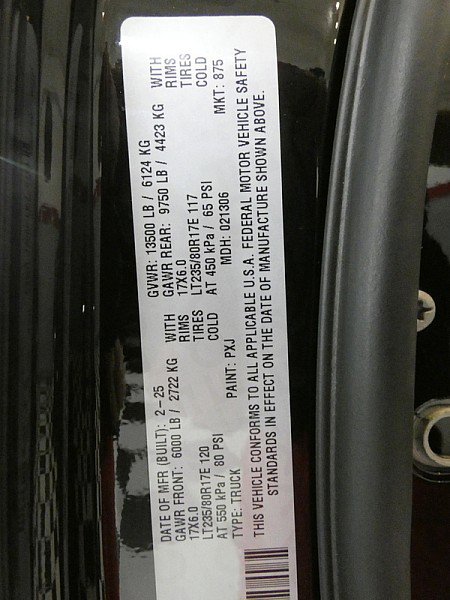 DATE OF MFR (BUILT): 2-25 GVWR: 13500 LB / 6124 KG
GAWR FRONT: 6000 LB / 2722 KG WITH GAWR REAR: 9750 LB / 4423 KG WITH
17X6.0 RIMS 17X6.0 RIMS
LT235/80R17E 120 TIRES LT235/80R17E 117 TIRES
AT 550 kPa / 80 PSI COLD AT 450 kPa / 65 PSI COLD
TYPE: TRUCK PAINT: PXJ MDH: 021306 MKT: 875
THIS VEHICLE CONFORMS TO ALL APPLICABLE U.S.A. FEDERAL MOTOR VEHICLE SAFETY
STANDARDS IN EFFECT ON THE DATE OF MANUFACTURE SHOWN ABOVE.